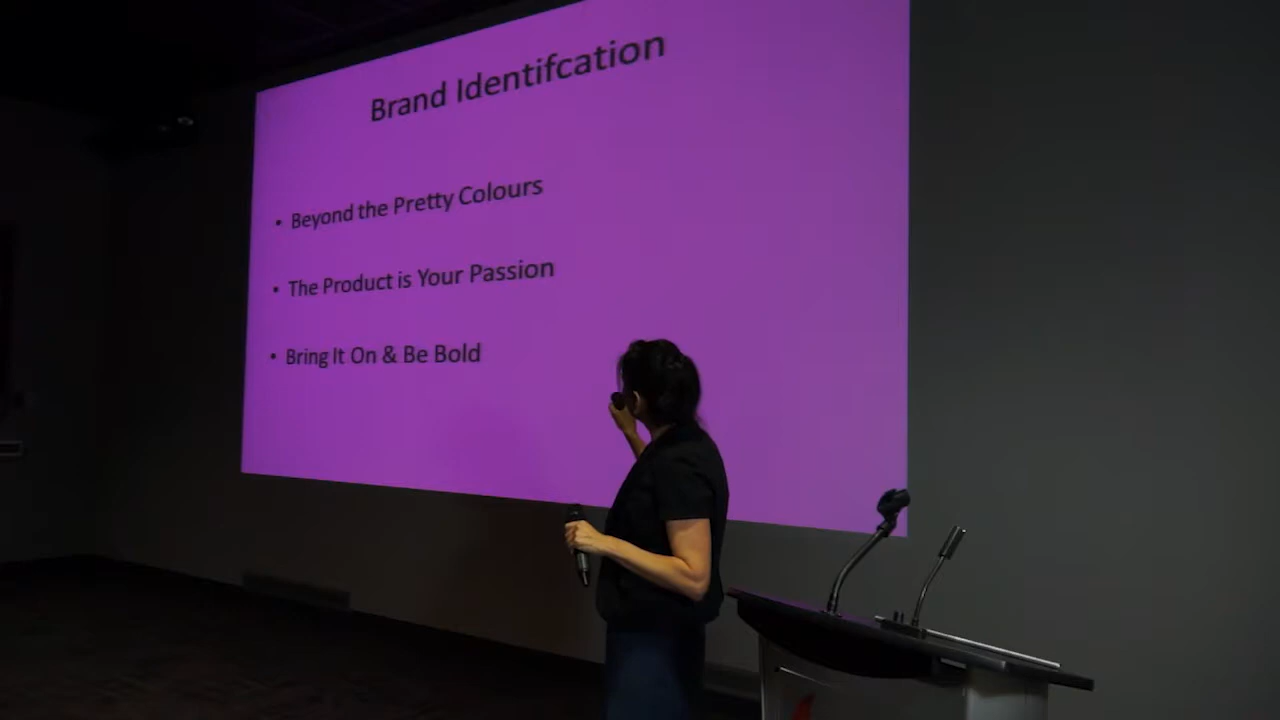 Brand Identifcation
• Beyond the Pretty Colours
• The Product is Your Passion
• Bring It On & Be Bold